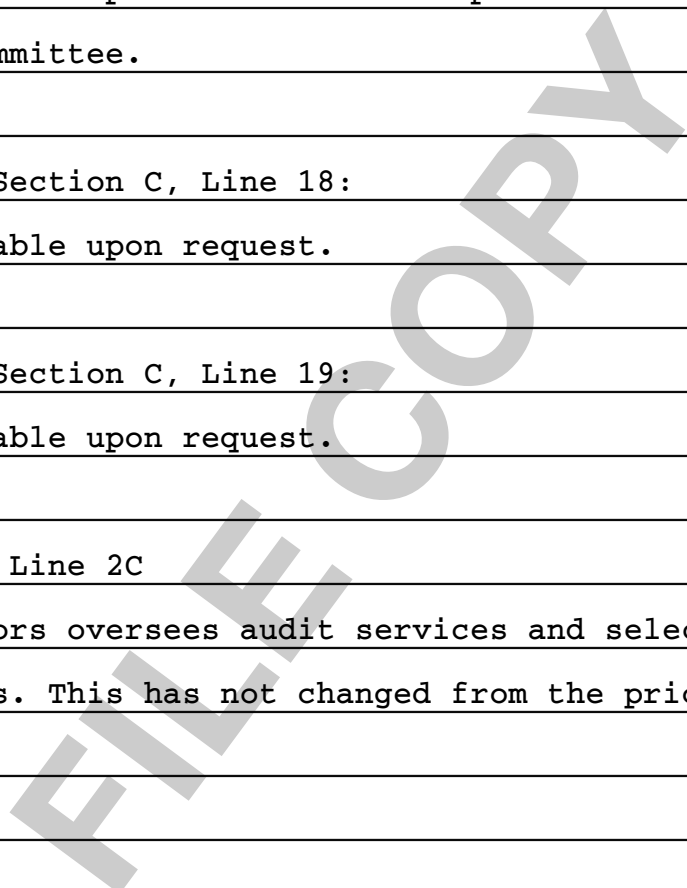 mmittee.
Section C, Line 18:
able upon request.
Section C, Line 19:
able upon request.
Line 2C
ors oversees audit services and selec
s. This has not changed from the prio
FILE COPY